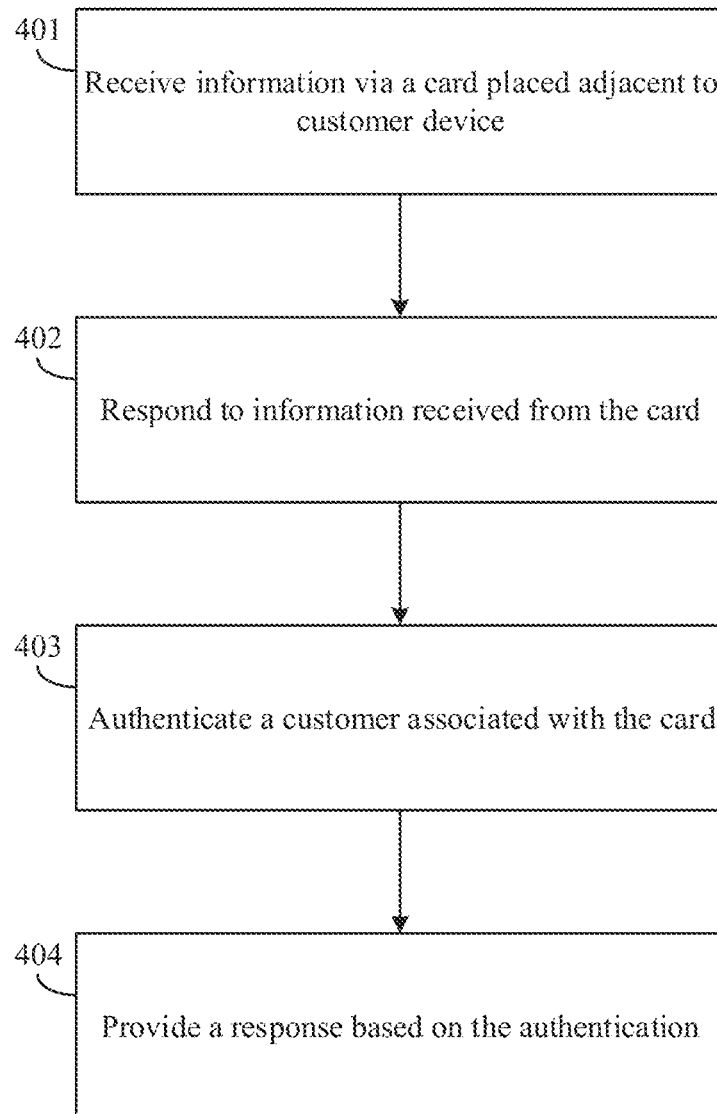 401
Receive information via a card placed adjacent to
customer device
402
Respond to information received from the card
403
Authenticate a customer associated with the card
404
Provide a response based on the authentication